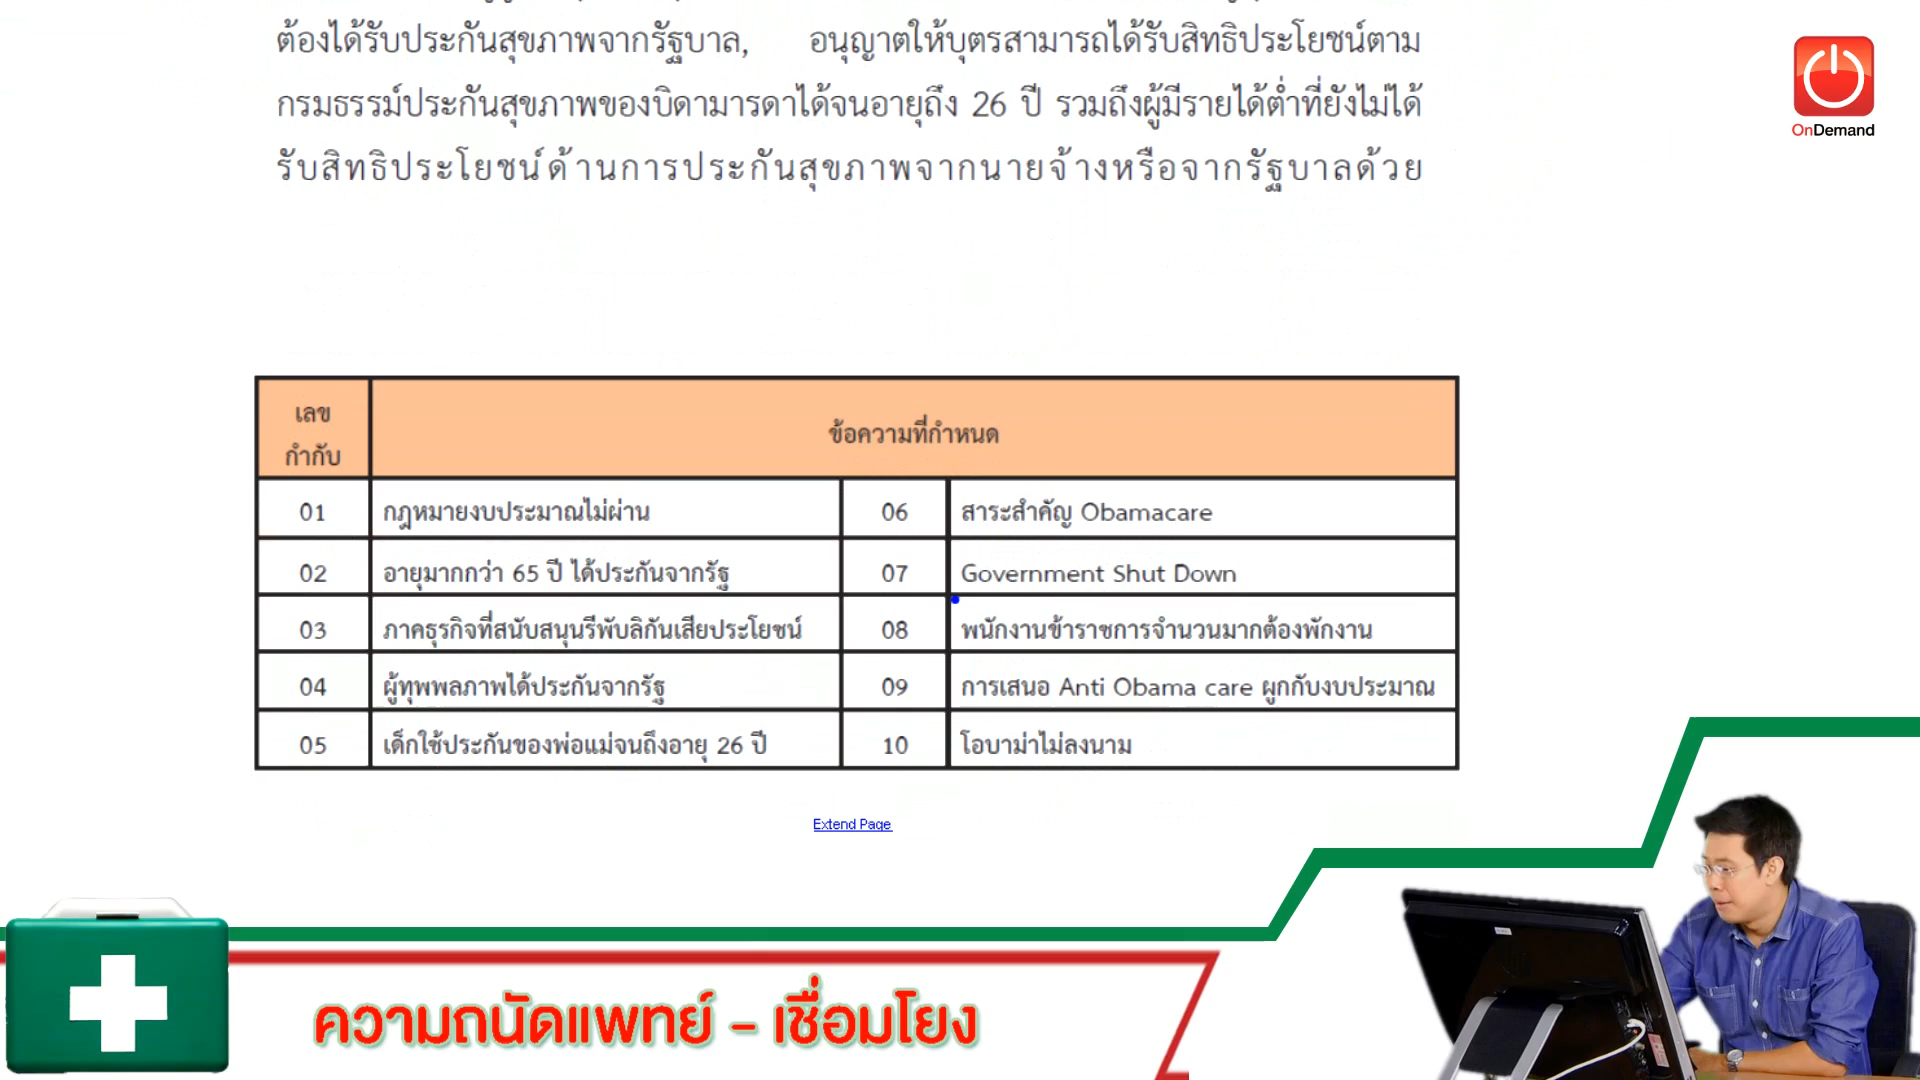 ต้องได้รับประกันสุขภาพจากรัฐบาล, อนุญาตให้บุตรสามารถได้รับสิทธิประโยชน์ตาม
กรมธรรม์ประกันสุขภาพของบิดามารดาได้จนอายุถึง 26 ปี รวมถึงผู้มีรายได้ต่ำที่ยังไม่ได้
รับสิทธิประโยชน์ด้านการประกันสุขภาพจากนายจ้างหรือจากรัฐบาลด้วย
OnDemand
เลขกำกับ ข้อความที่กำหนด
01 กฎหมายงบประมาณไม่ผ่าน 06 สาระสำคัญ Obamacare
02 อายุมากกว่า 65 ปี ได้ประกันจากรัฐ 07 Government Shut Down
03 ภาคธุรกิจที่สนับสนุนรีพับลิกันเสียประโยชน์ 08 พนักงานข้าราชการจำนวนมากต้องพักงาน
04 ผู้ทุพพลภาพได้ประกันจากรัฐ 09 การเสนอ Anti Obama care ผูกกับงบประมาณ
05 เด็กใช้ประกันของพ่อแม่จนถึงอายุ 26 ปี 10 โอบาม่าไม่ลงนาม
Extend Page
ความถนัดแพทย์ - เชื่อมโยง